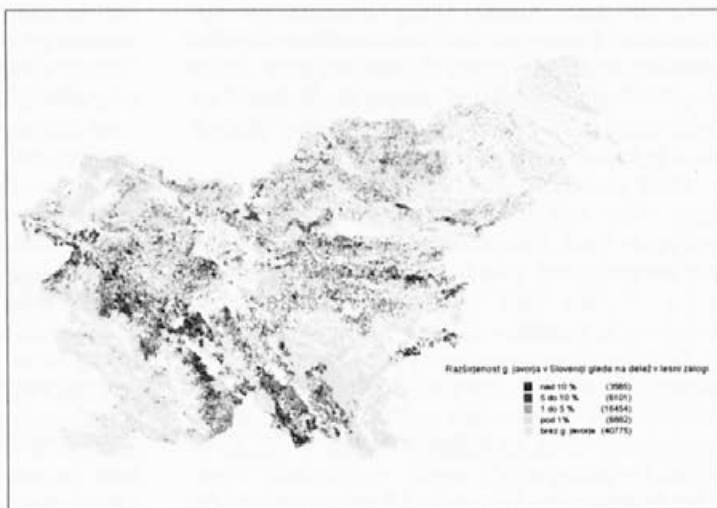 Razširjenost g. javorja v Sloveniji glede na delež v lesni zalogi
nad 10 % (3585)
5 do 10 % (6101)
1 do 5 % (16454)
pod 1% (6862)
brez g. javorja (40775)